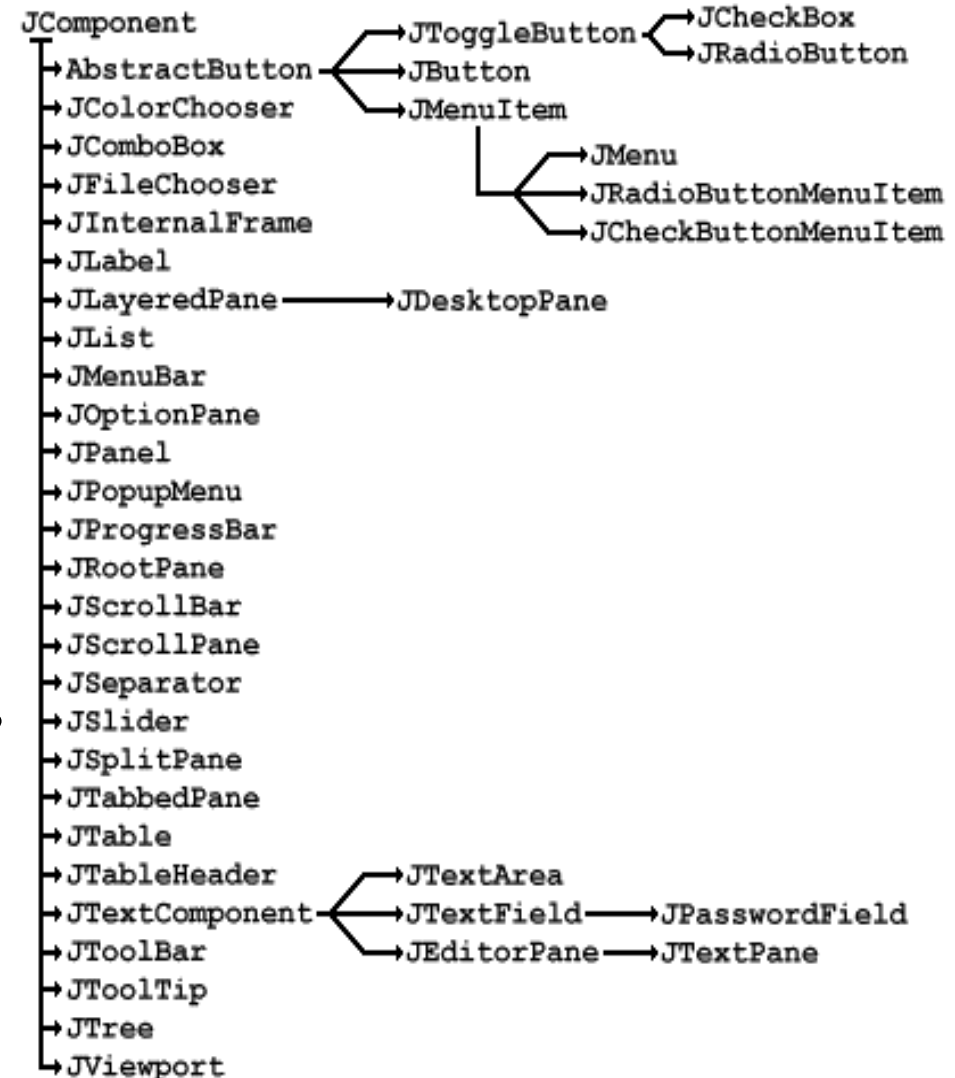 JComponent
JToggleButton
JCheckBox
JRadioButton
AbstractButton
JButton
JColorChooser
JMenuItem
JComboBox
JMenu
JFileChooser
JRadioButtonMenuItem
JInternalFrame
JCheckButtonMenuItem
JLabel
JLayeredPane JDesktopPane
JList
JMenuBar
JOptionPane
JPanel
JPopupMenu
JProgressBar
JRootPane
JScrollBar
JScrollPane
JSeparator
JSlider
JSplitPane
JTabbedPane
JTable
JTableHeader JTextArea
JTextComponent JTextField JPasswordField
JToolBar JEditorPane JTextPane
JToolTip
JTree
JViewport